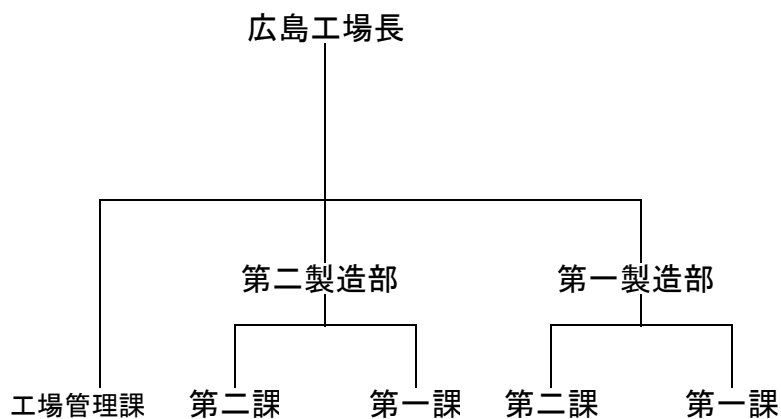 広島工場長
第二製造部
第一製造部
工場管理課
第二課
第一課
第二課
第一課